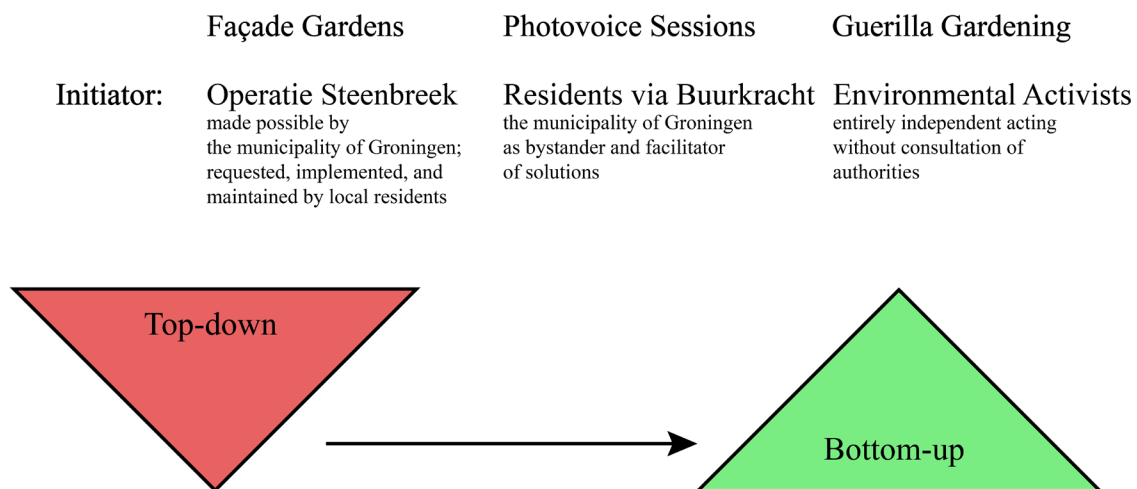 Façade Gardens
Photovoice Sessions
Guerilla Gardening
Initiator:
Operatie Steenbreek
made possible by
the municipality of Groningen;
requested, implemented, and
maintained by local residents
Residents via Buurkracht
the municipality of Groningen
as bystander and facilitator
of solutions
Environmental Activists
entirely independent acting
without consultation of
authorities
Top-down
Bottom-up